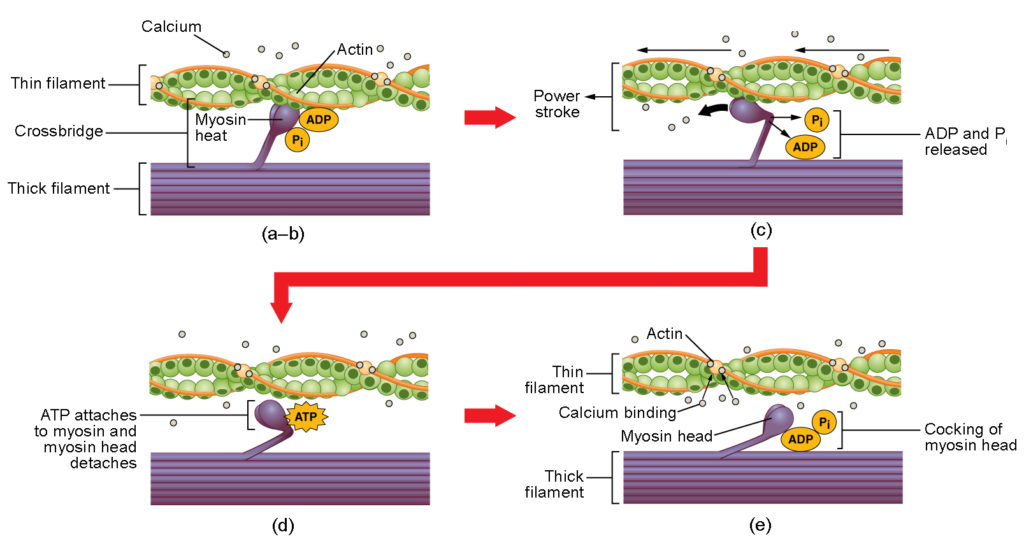 Calcium
Actin
Thin filament
Myosin
heat
ADP
Pi
Crossbridge
Thick filament
(a–b)
Power
stroke
Pi
ADP
ADP and Pi
released
(c)
ATP attaches
to myosin and
myosin head
detaches
ATP
(d)
Actin
Thin
filament
Calcium binding
Myosin head
Pi
ADP
Cocking of
myosin head
Thick
filament
(e)